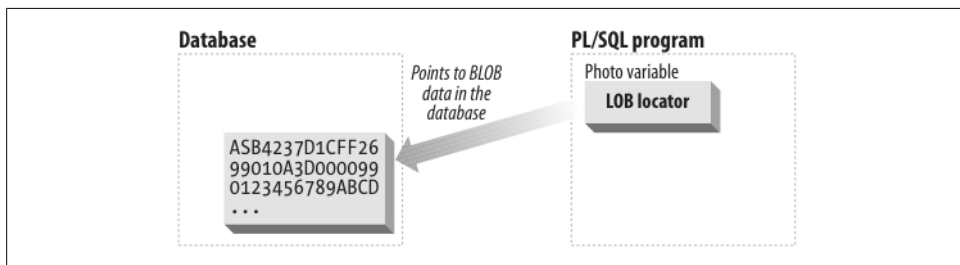 Database
PL/SQL program
Points to BLOB
data in the
database
Photo variable
LOB locator
ASB4237D1CFF26
99010A3D000099
0123456789ABCD
...